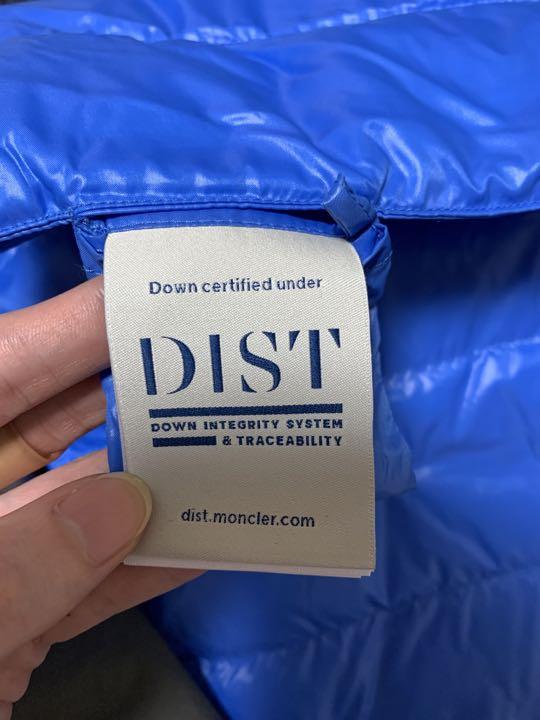 Down certified under
DIST
DOWN INTEGRITY SYSTEM
& TRACEABILITY
dist.moncler.com